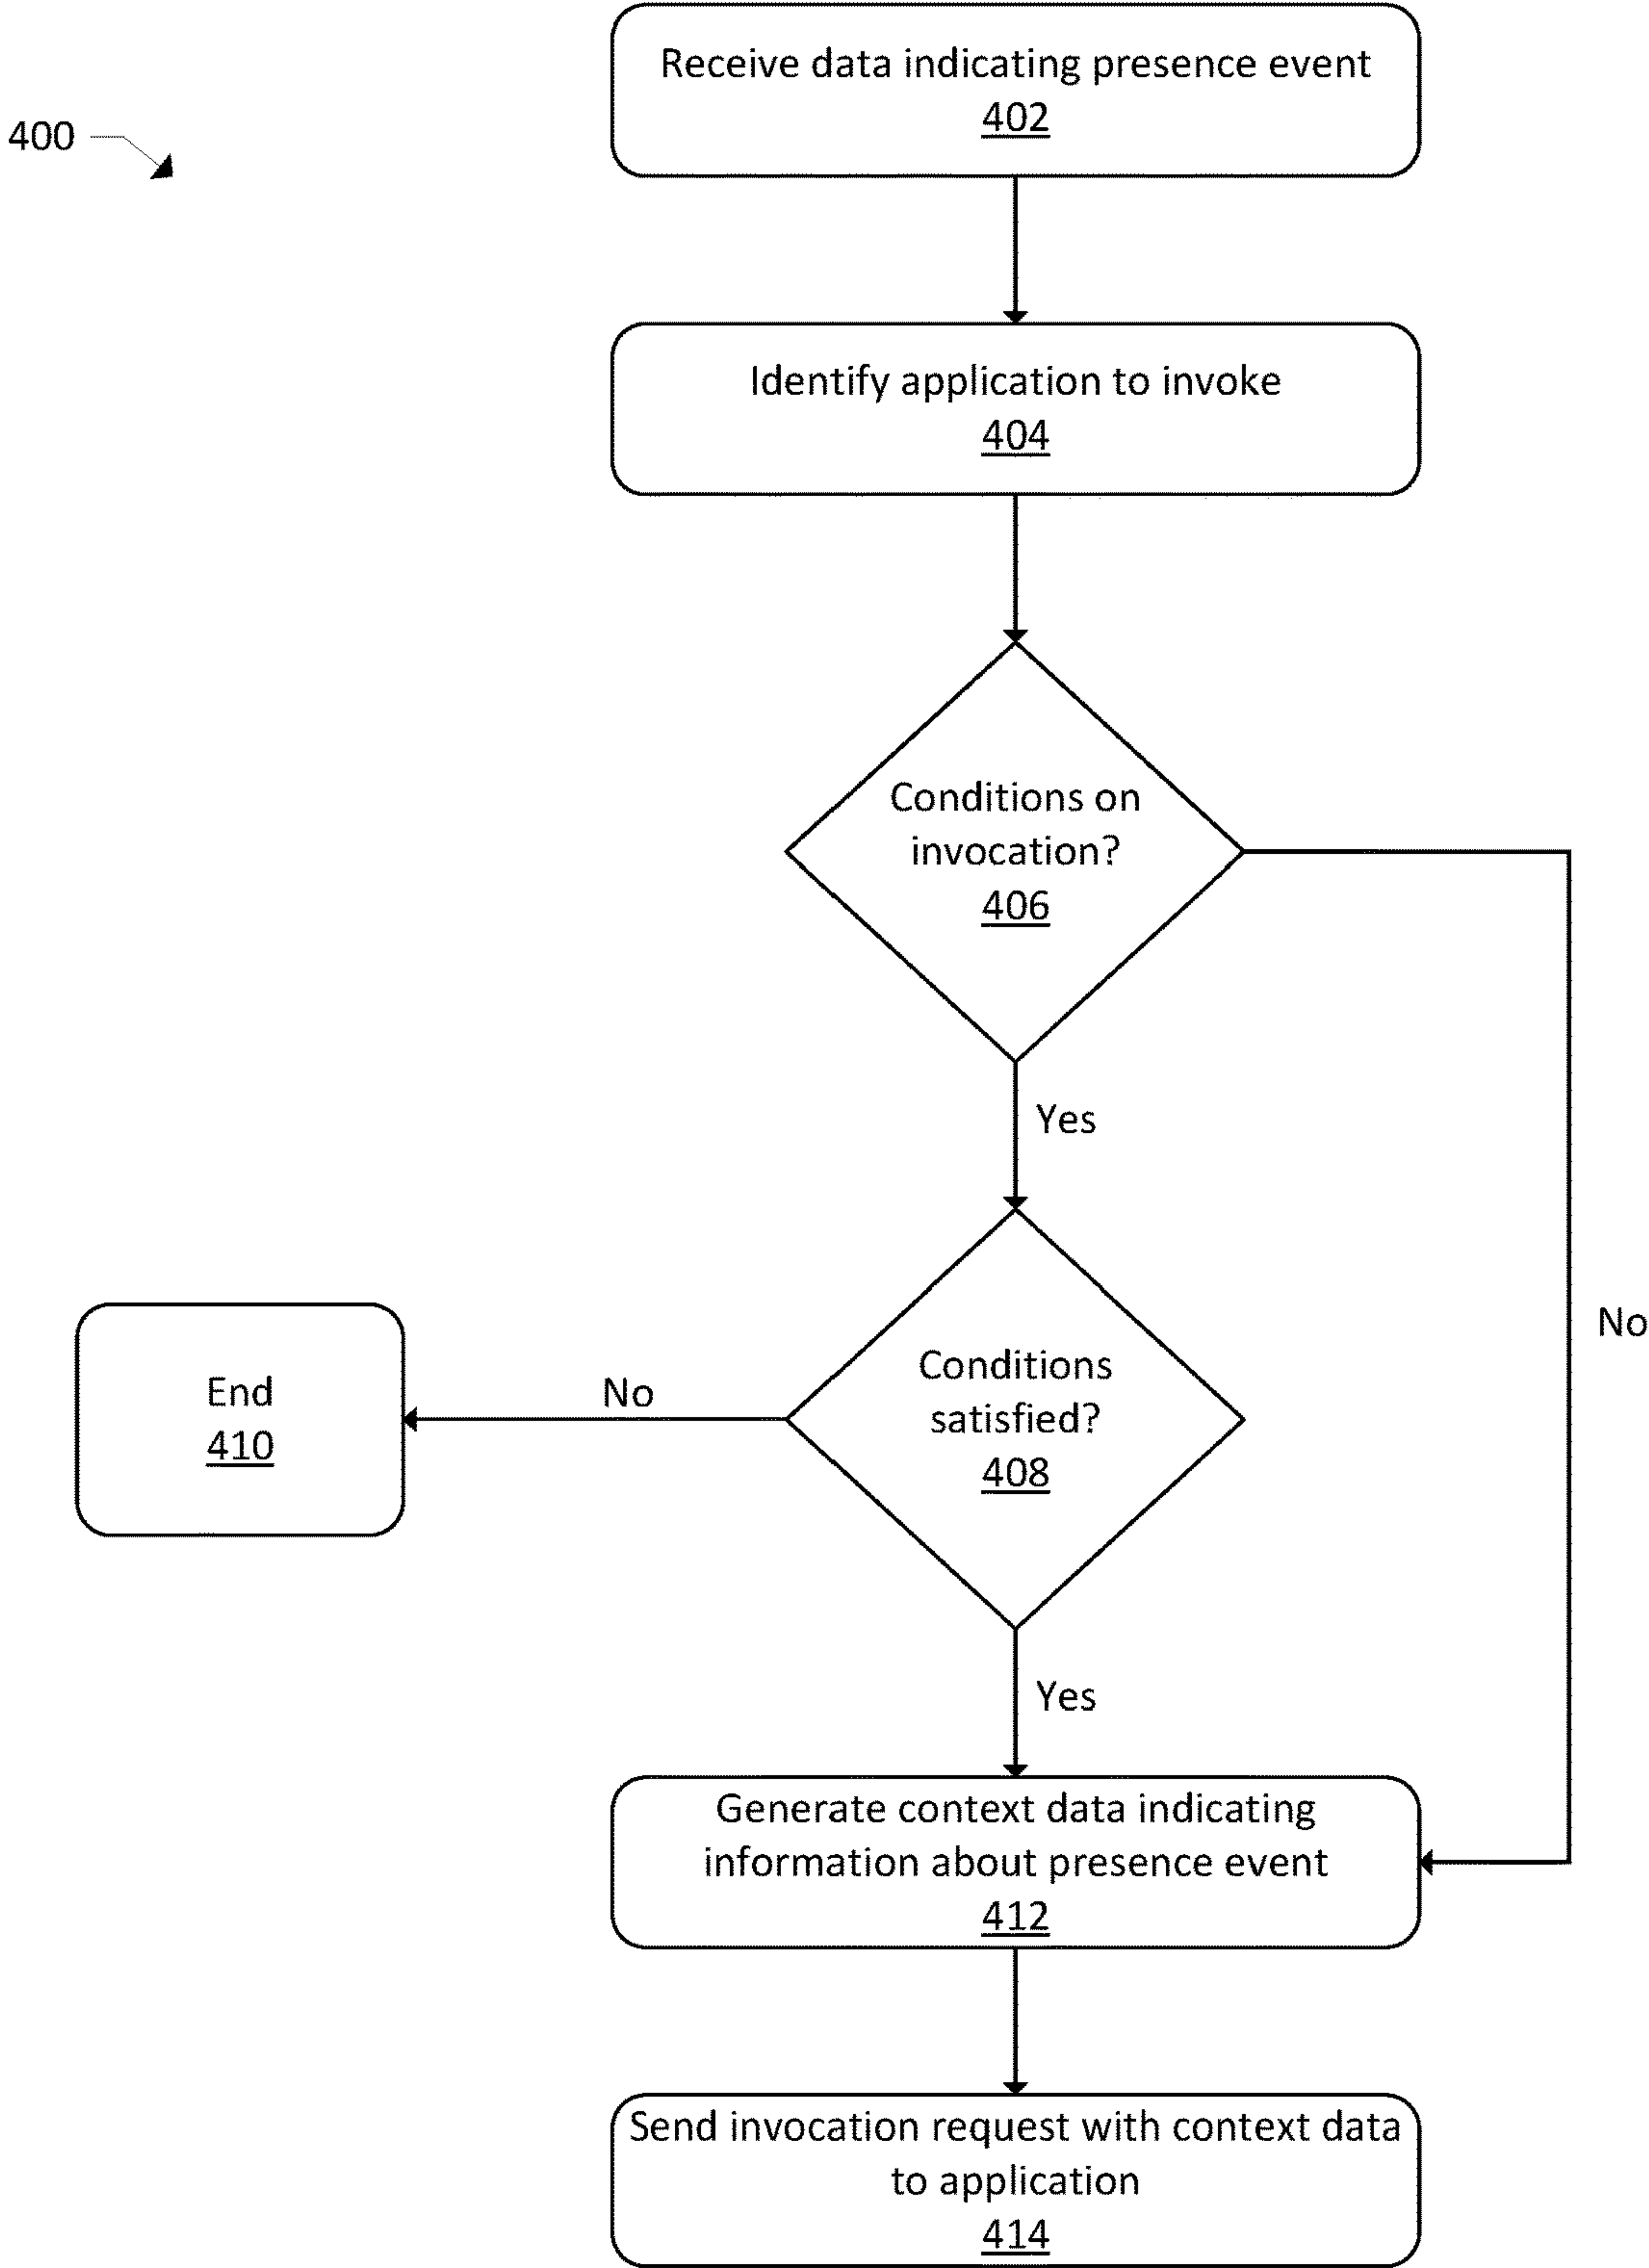 Receive data indicating presence event
402
400
Identify application to invoke
404
Conditions on
invocation?
406
Yes
No
Conditions
satisfied?
408
No
End
410
Yes
Generate context data indicating
information about presence event
412
Send invocation request with context data
to application
414